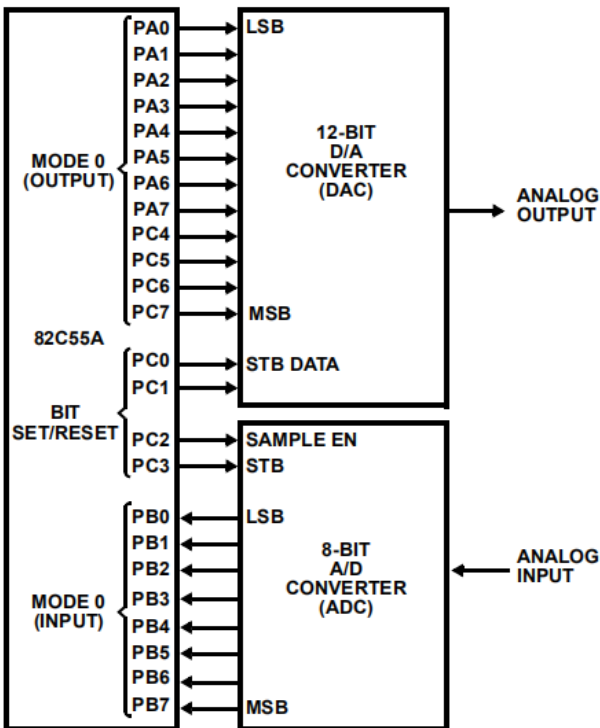 PA0
PA1
PA2
PA3
PA4
PA5
PA6
PA7
PC4
PC5
PC6
PC7
MODE 0
(OUTPUT)
LSB
MSB
12-BIT
D/A
CONVERTER
(DAC)
ANALOG
OUTPUT
82C55A
PC0
PC1
PC2
PC3
BIT
SET/RESET
STB DATA
SAMPLE EN
STB
PB0
PB1
PB2
PB3
PB4
PB5
PB6
PB7
MODE 0
(INPUT)
LSB
MSB
8-BIT
A/D
CONVERTER
(ADC)
ANALOG
INPUT